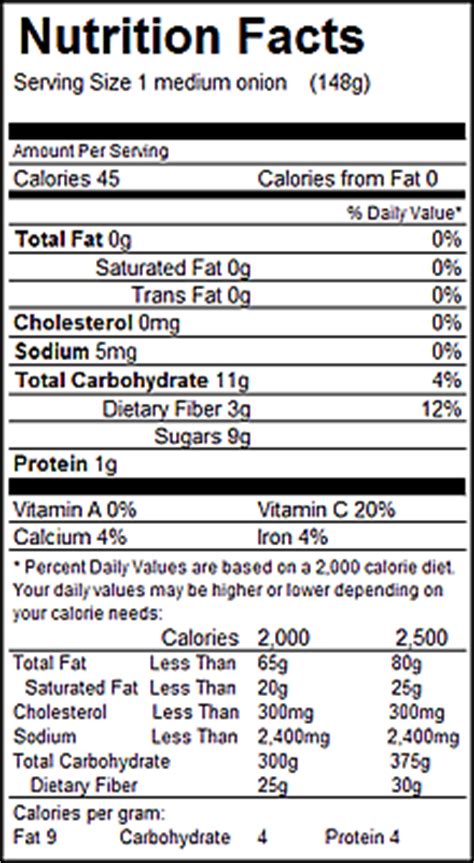 Nutrition Facts
Serving Size 1 medium onion (148g)
Amount Per Serving
Calories 45 Calories from Fat 0
% Daily Value*
Total Fat 0g 0%
Saturated Fat 0g 0%
Trans Fat 0g 0%
Cholesterol 0mg 0%
Sodium 5mg 0%
Total Carbohydrate 11g 4%
Dietary Fiber 3g 12%
Sugars 9g
Protein 1g
Vitamin A 0% Vitamin C 20%
Calcium 4% Iron 4%
* Percent Daily Values are based on a 2,000 calorie diet.
Your daily values may be higher or lower depending on
your calorie needs:
Calories 2,000 2,500
Total Fat Less Than 65g 80g
Saturated Fat Less Than 20g 25g
Cholesterol Less Than 300mg 300mg
Sodium Less Than 2,400mg 2,400mg
Total Carbohydrate 300g 375g
Dietary Fiber 25g 30g
Calories per gram:
Fat 9 Carbohydrate 4 Protein 4